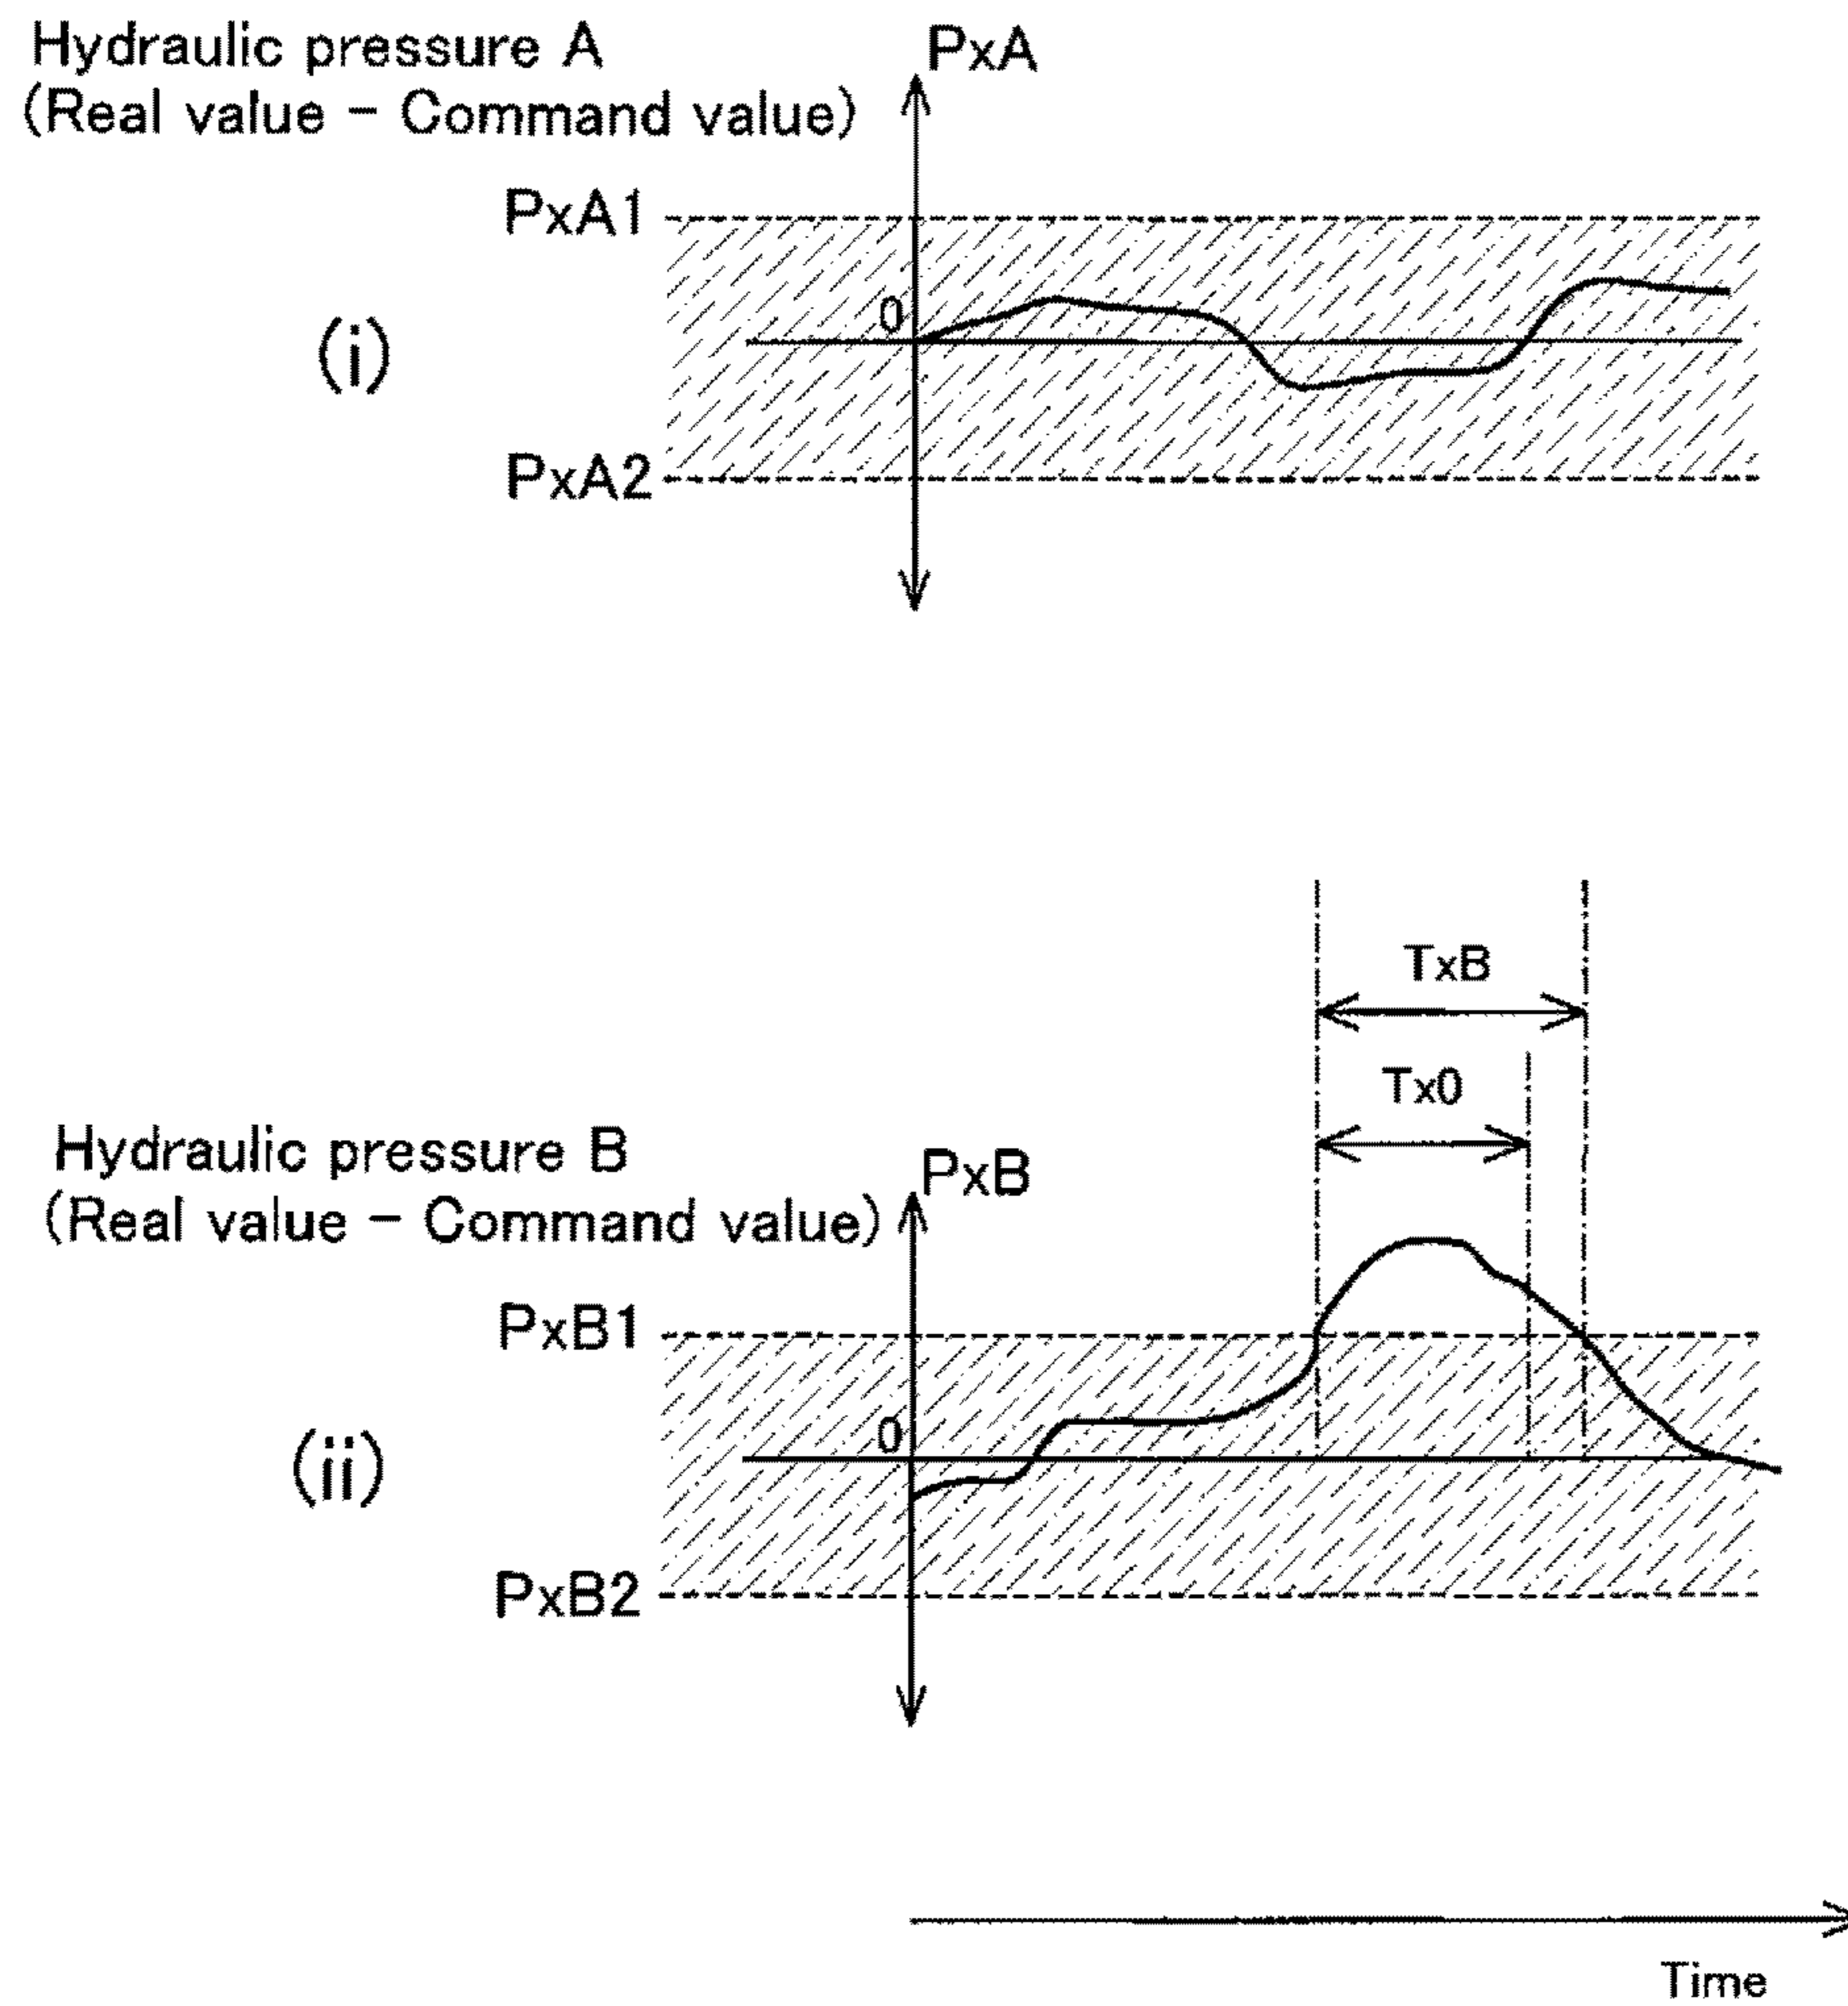 Hydraulic pressure A
(Real value - Command value)
PxA
PxA1
0
(i)
PxA2
TxB
Tx0
Hydraulic pressure B
(Real value - Command value)
PxB
PxB1
0
(ii)
PxB2
Time